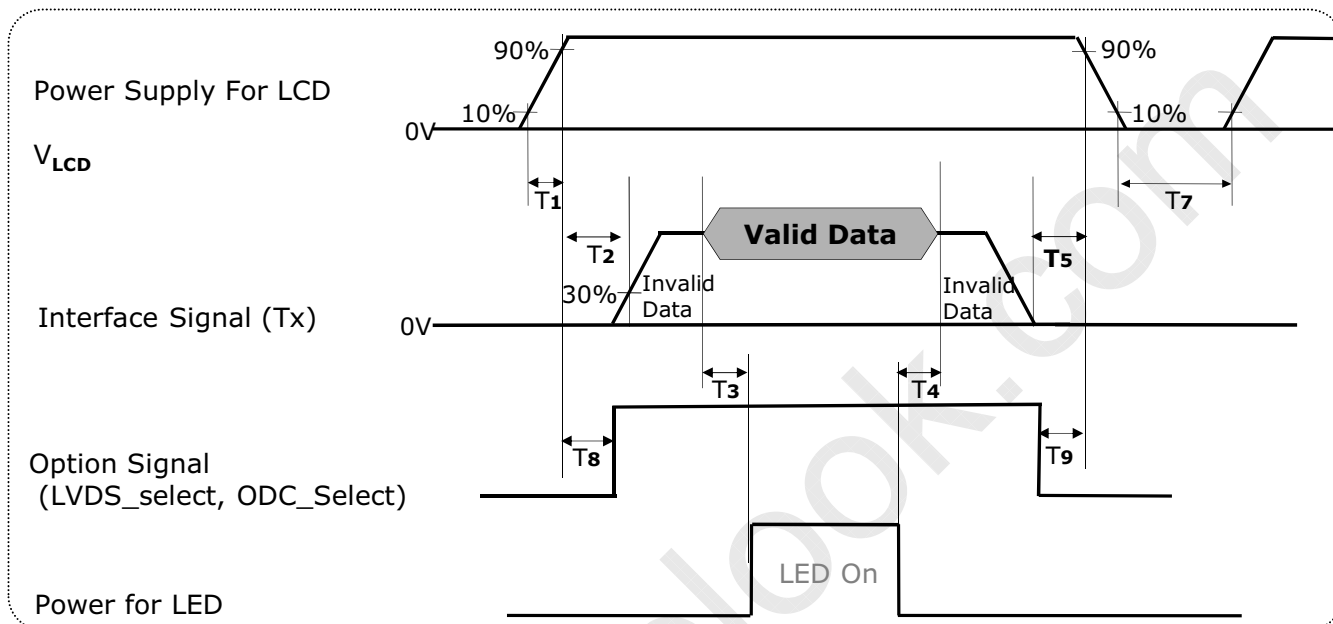 90%
90%
Power Supply For LCD
10%
10%
0V
VLCD
T1
T7
T2
Valid Data
T5
30%
Invalid
Data
Invalid
Data
Interface Signal (Tx)
0V
T3
T4
T8
T9
Option Signal
(LVDS_select, ODC_Select)
LED On
Power for LED
look.com